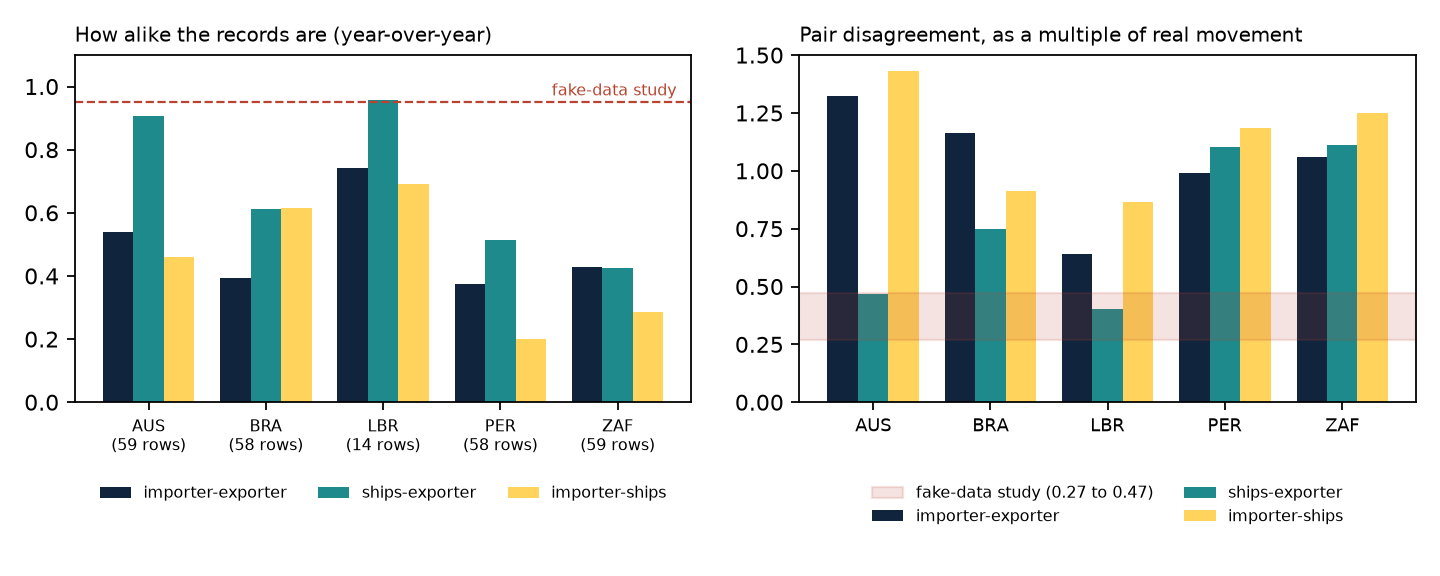 How alike the records are (year-over-year)
1.0
0.8
0.6
0.4
0.2
0.0
fake-data study
AUS
(59 rows)
BRA
(58 rows)
LBR
(14 rows)
PER
(58 rows)
ZAF
(59 rows)
importer-exporter
ships-exporter
importer-ships
Pair disagreement, as a multiple of real movement
1.50
1.25
1.00
0.75
0.50
0.25
0.00
AUS
BRA
LBR
PER
ZAF
fake-data study (0.27 to 0.47)
importer-exporter
ships-exporter
importer-ships